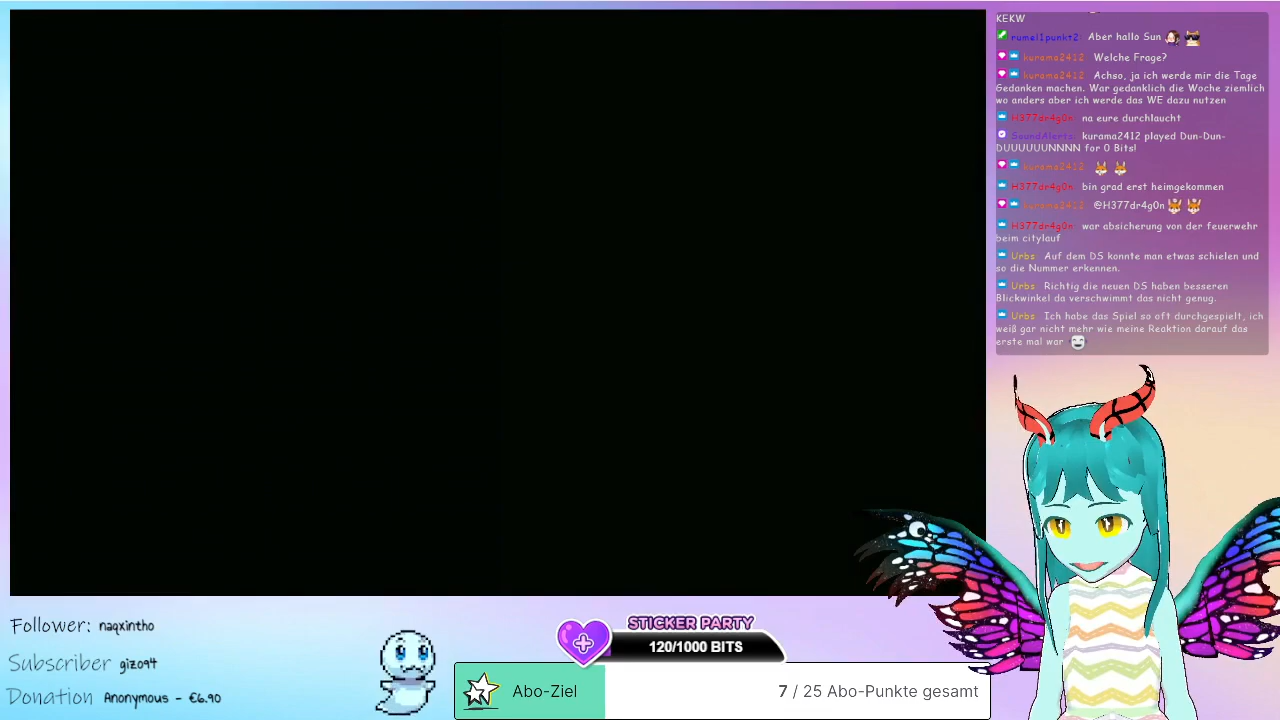 KEKW
rumel1punkt2: Aber hallo Sun
kurama2412: Welche Frage?
kurama2412: Achso, ja ich werde mir die Tage
Gedanken machen. War gedanklich die Woche ziemlich
wo anders aber ich werde das WE dazu nutzen
H377dr4g0n: na eure durchlaucht
SoundAlerts: kurama2412 played Dun-Dun-
DUUUUUUNNNN for 0 Bits!
kurama2412:
H377dr4g0n: bin grad erst heimgekommen
kurama2412: @H377dr4g0n
H377dr4g0n: war absicherung von der feuerwehr
beim citylauf
Urbs: Auf dem DS konnte man etwas schielen und
so die Nummer erkennen.
Urbs: Richtig die neuen DS haben besseren
Blickwinkel da verschwimmt das nicht genug.
Urbs: Ich habe das Spiel so oft durchgespielt, ich
weiß gar nicht mehr wie meine Reaktion darauf das
erste mal war
Follower: naqxintho
Subscriber gizo94
Donation Anonymous - €6.90
STICKER PARTY
120/1000 BITS
7 Abo-Ziel 7 / 25 Abo-Punkte gesamt